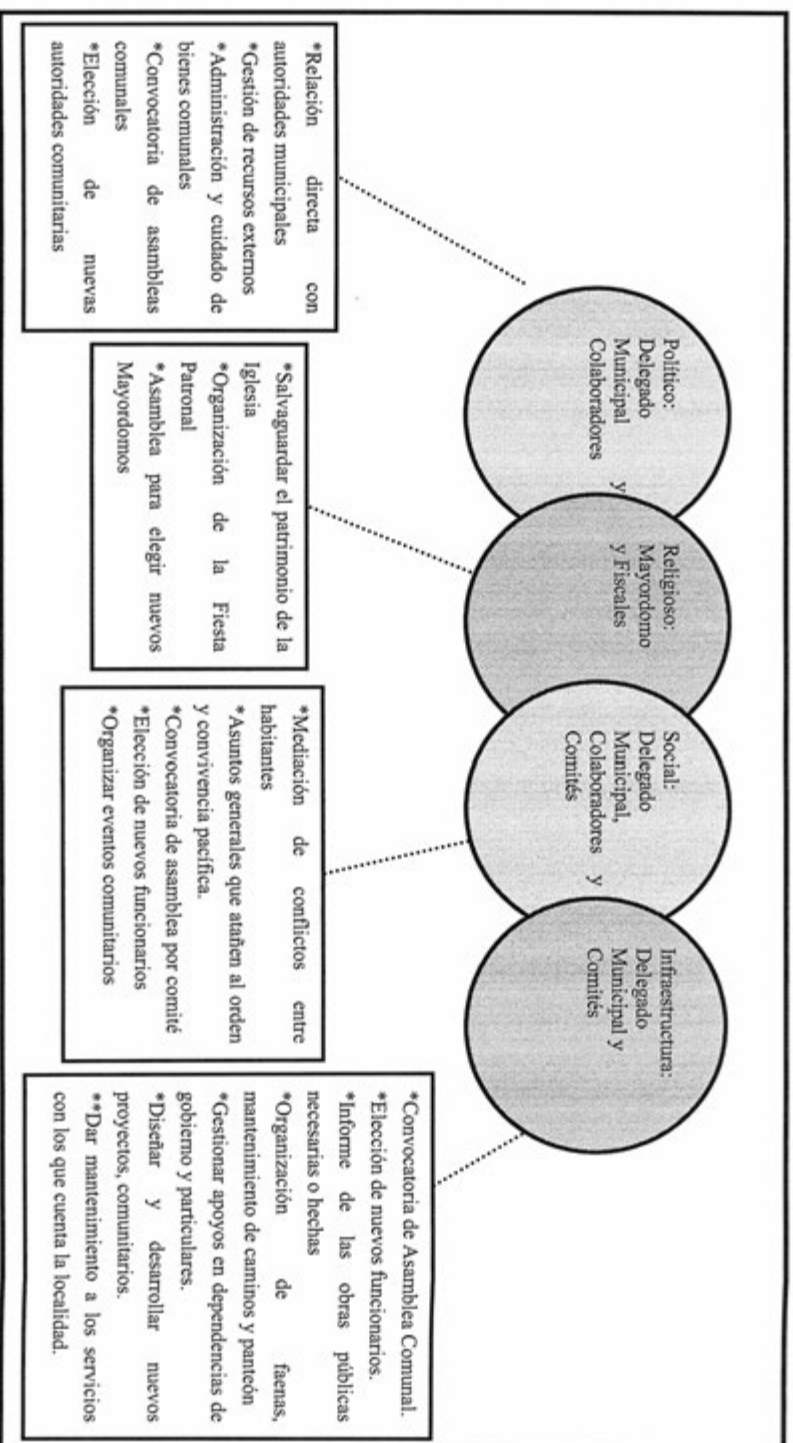 Político:
Delegado
Municipal y
Colaboradores
Religioso:
Mayordomo
y Fiscales
Social:
Delegado
Municipal,
Colaboradores y
Comités
Infraestructura:
Delegado
Municipal y
Comités
*Relación directa con
autoridades municipales
*Gestión de recursos externos
*Administración y cuidado de
bienes comunales
*Convocatoria de asambleas
comunales
*Elección de nuevas
autoridades comunitarias
*Salvaguardar el patrimonio de la
Iglesia
*Organización de la Fiesta
Patronal
*Asamblea para elegir nuevos
Mayordomos
*Mediación de conflictos entre
habitantes
*Asuntos generales que atañen al orden
y convivencia pacífica.
*Convocatoria de asamblea por comité
*Elección de nuevos funcionarios
*Organizar eventos comunitarios
*Convocatoria de Asamblea Comunal.
*Elección de nuevos funcionarios.
*Informe de las obras públicas
necesarias o hechas
*Organización de faenas,
mantenimiento de caminos y panteón
*Gestionar apoyos en dependencias de
gobierno y particulares.
*Diseñar y desarrollar nuevos
proyectos, comunitarios.
**Dar mantenimiento a los servicios
con los que cuenta la localidad.